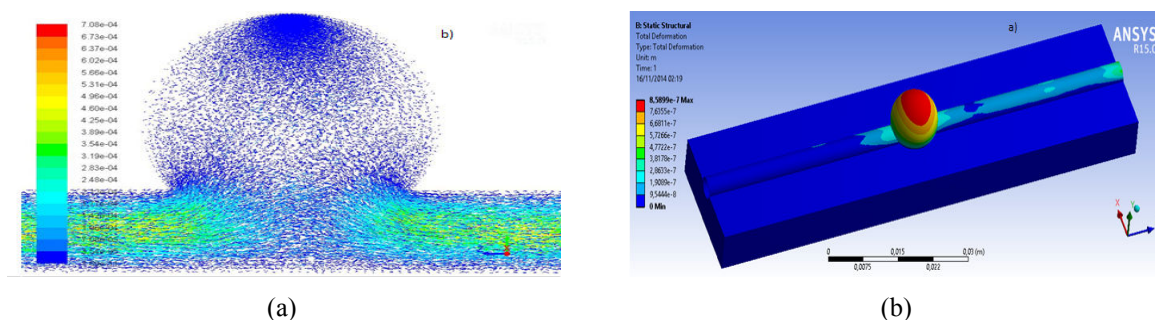 7.08e-04
6.73e-04
6.37e-04
6.02e-04
5.66e-04
5.31e-04
4.96e-04
4.60e-04
4.25e-04
3.89e-04
3.54e-04
3.19e-04
2.83e-04
2.48e-04
b)
(a)
B: Static Structural
Total Deformation
Type: Total Deformation
Unit: m
Time: 1
16/11/2014 02:19
8,5899e-7 Max
7,6355e-7
6,6811e-7
5,7266e-7
4,7722e-7
3,8178e-7
2,8633e-7
1,9089e-7
9,5444e-8
0 Min
a)
ANSYS
R15.0
0
0,015
0,03 (m)
0,0075
0,022
X
Y
(b)